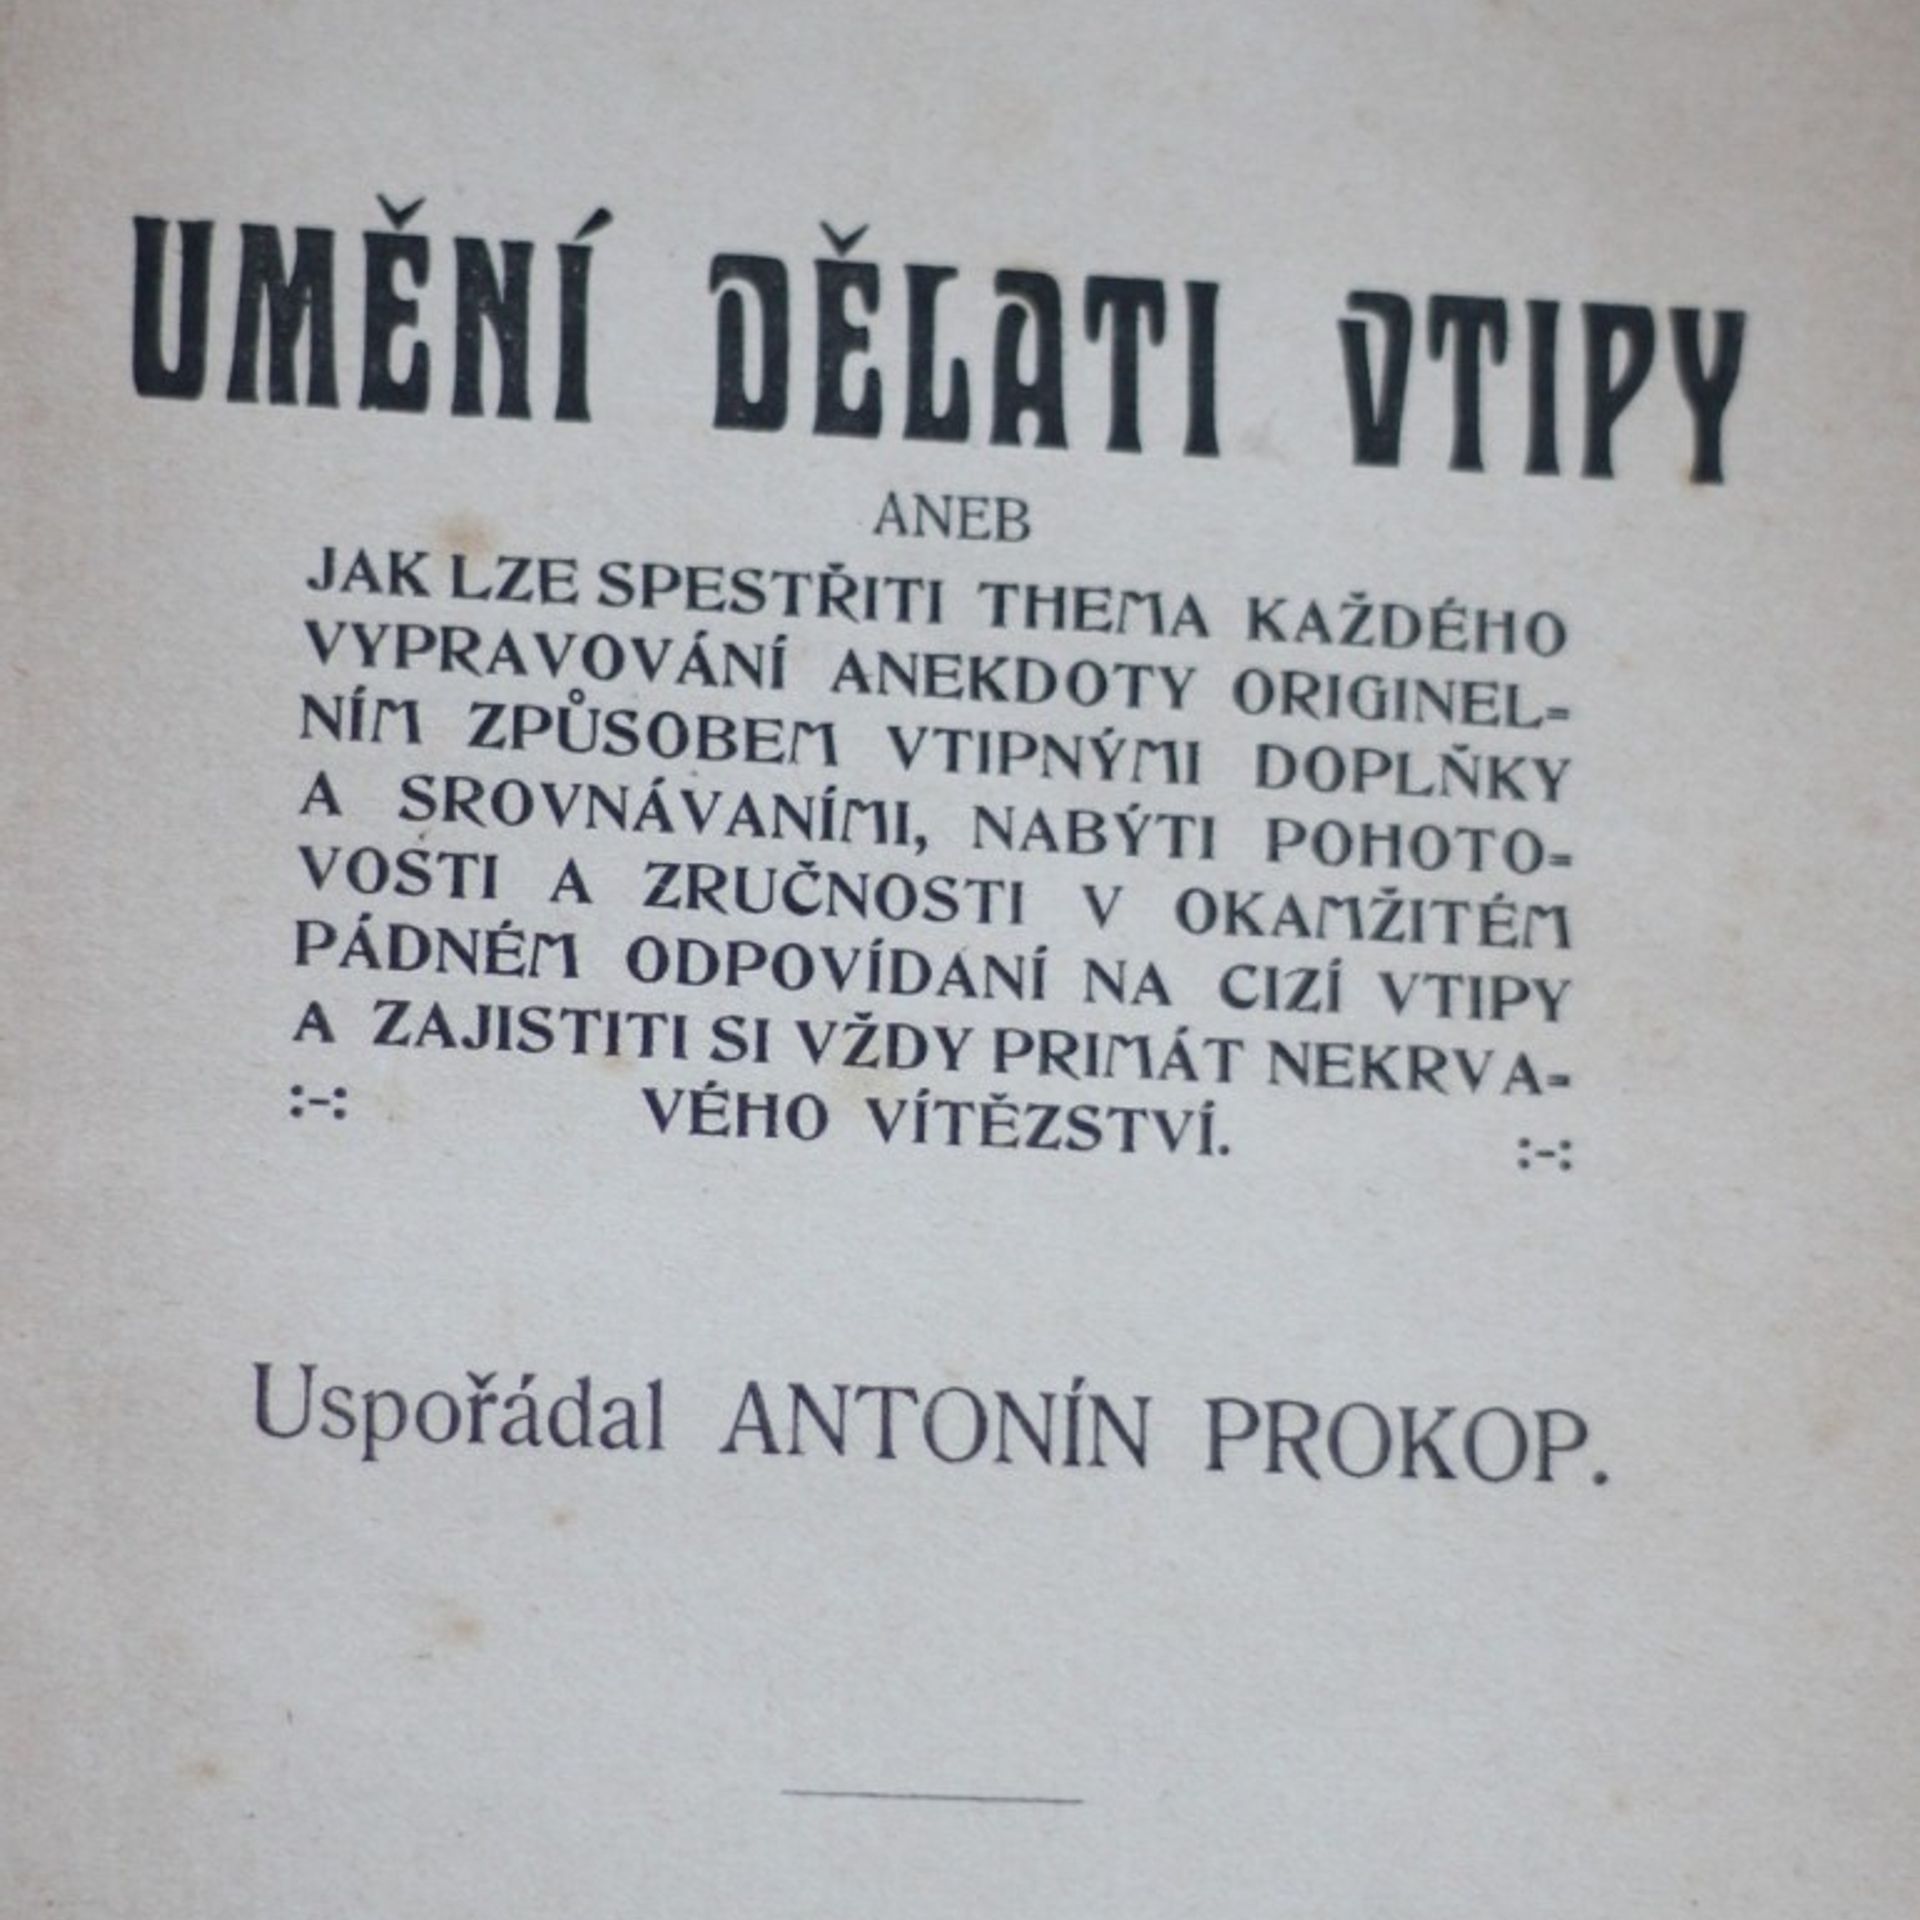 UMĚNÍ DĚLATI VTIPY
ANEB
JAK LZE SPESTŘITI THEMA KAŽDÉHO
VYPRAVOVÁNÍ ANEKDOTY ORIGINEL=
NÍM ZPŮSOBEM VTIPNÝMI DOPLŇKY
A SROVNÁVANÍMI, NABÝTI POHOTO=
VOSTI A ZRUČNOSTI V OKAMŽITÉM
PÁDNÉM ODPOVÍDANÍ NA CIZÍ VTIPY
A ZAJISTITI SI VŽDY PRIMÁT NEKRVA=
:-: VÉHO VÍTĚZSTVÍ. :-:
Uspořádal ANTONÍN PROKOP.